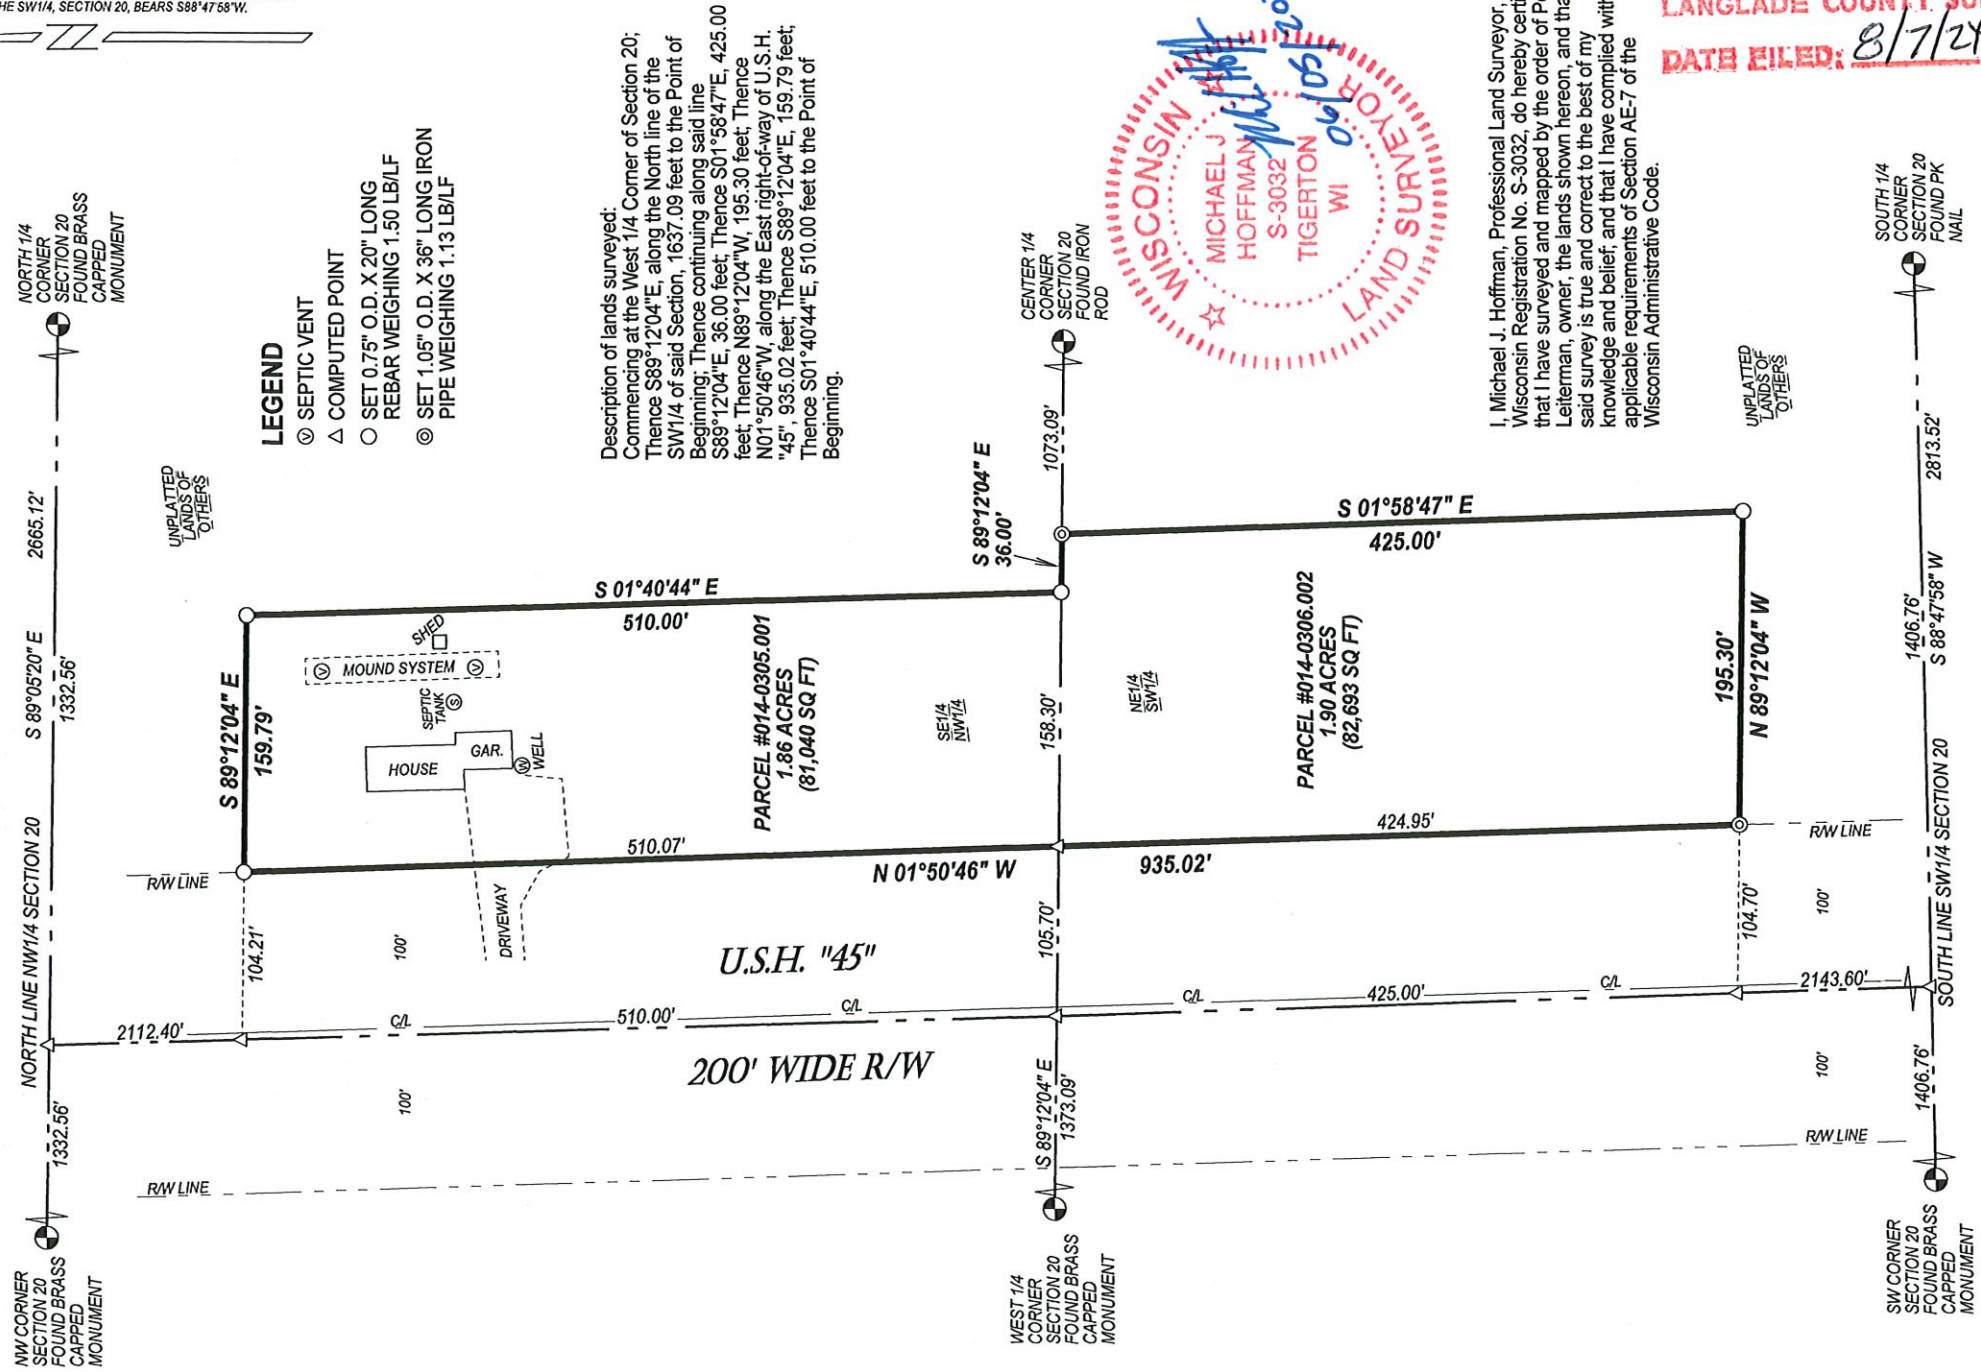 HE SW1/4, SECTION 20, BEARS S88°47'58"W.
LANGLADE COUNTY
DATE FILED: 8/7/24
NORTH 1/4
CORNER
SECTION 20
FOUND BRASS
CAPPED
MONUMENT
LEGEND
SEPTIC VENT
COMPUTED POINT
SET 0.75" O.D. X 20" LONG
REBAR WEIGHING 1.50 LB/LF
SET 1.05" O.D. X 36" LONG IRON
PIPE WEIGHING 1.13 LB/LF
Description of lands surveyed:
Commencing at the West 1/4 Corner of Section 20;
Thence S89°12'04"E, along the North line of the
SW1/4 of said Section, 1637.09 feet to the Point of
Beginning; Thence continuing along said line
S89°12'04"E, 36.00 feet; Thence S01°58'47"E, 425.00
feet; Thence N89°12'04"W, 195.30 feet; Thence
N01°50'46"W, along the East right-of-way of U.S.H.
"45", 935.02 feet; Thence S89°12'04"E, 159.79 feet;
Thence S01°40'44"E, 510.00 feet to the Point of
Beginning.
CENTER 1/4
CORNER
SECTION 20
FOUND IRON
ROD
WISCONSIN
MICHAEL J
HOFFMAN
S-3032
TIGERTON
WI
LAND SURVEYOR
06/05/20
I, Michael J. Hoffman, Professional Land Surveyor,
Wisconsin Registration No. S-3032, do hereby
that I have surveyed and mapped by the order of
Leiterman, owner, the lands shown hereon, and
said survey is true and correct to the best of my
knowledge and belief; and that I have complied
applicable requirements of Section AE-7 of the
Wisconsin Administrative Code.
SOUTH 1/4
CORNER
SECTION 20
FOUND PK
NAIL
NORTH LINE NW1/4 SECTION 20
S 89°05'20" E
2665.12'
1332.56'
1332.56'
UNPLATTED
LANDS OF
OTHERS
S 89°12'04" E
159.79'
S 01°40'44" E
510.00'
MOUND SYSTEM
SHED
SEPTIC
TANK
S
HOUSE
GAR.
W
WELL
DRIVEWAY
PARCEL #014-0305.001
1.86 ACRES
(81,040 SQ FT)
SE1/4
NW1/4
S 89°12'04" E
36.00'
1073.09'
158.30'
105.70'
S 89°12'04" E
1373.09'
NE1/4
SW1/4
S 01°58'47" E
425.00'
PARCEL #014-0306.002
1.90 ACRES
(82,693 SQ FT)
195.30'
N 89°12'04" W
UNPLATTED
LANDS OF
OTHERS
R/W LINE
510.07'
N 01°50'46" W
935.02'
424.95'
R/W LINE
104.21'
100'
U.S.H. "45"
104.70'
100'
2112.40'
C/L
510.00'
C/L
C/L
425.00'
C/L
2143.60'
200' WIDE R/W
100'
100'
R/W LINE
R/W LINE
2813.52'
S 88°47'58" W
1406.76'
SOUTH LINE SW1/4 SECTION 20
1406.76'
NW CORNER
SECTION 20
FOUND BRASS
CAPPED
MONUMENT
WEST 1/4
CORNER
SECTION 20
FOUND BRASS
CAPPED
MONUMENT
SW CORNER
SECTION 20
FOUND BRASS
CAPPED
MONUMENT